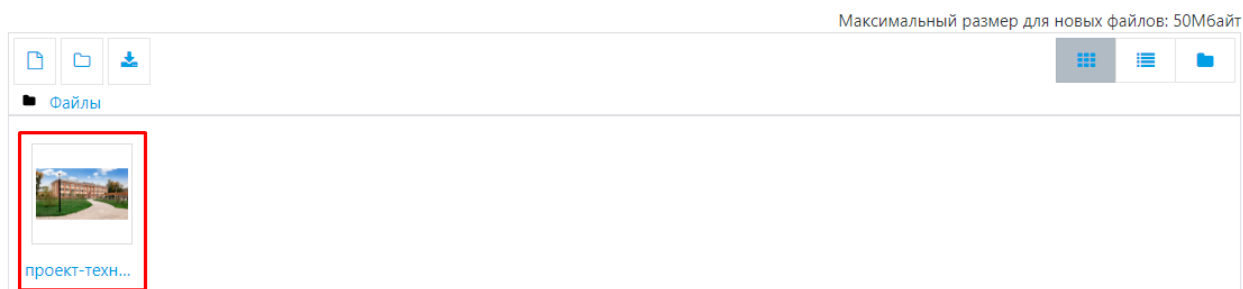 Максимальный размер для новых файлов: 50Мбайт
Файлы
проект-техн...